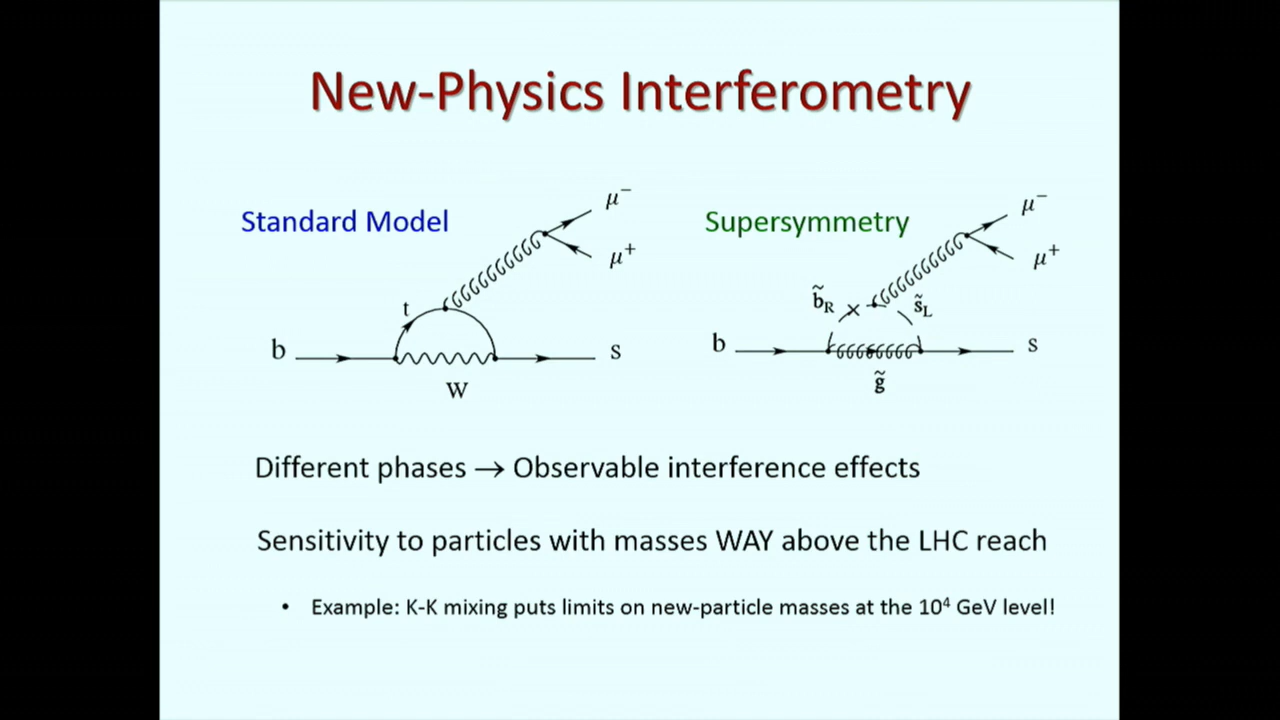 New-Physics Interferometry
Standard Model
μ⁻
μ⁺
t
b
s
W
Supersymmetry
μ⁻
μ⁺
b̃R
s̃L
b
s
g̃
Different phases → Observable interference effects
Sensitivity to particles with masses WAY above the LHC reach
• Example: K-K mixing puts limits on new-particle masses at the 10⁴ GeV level!